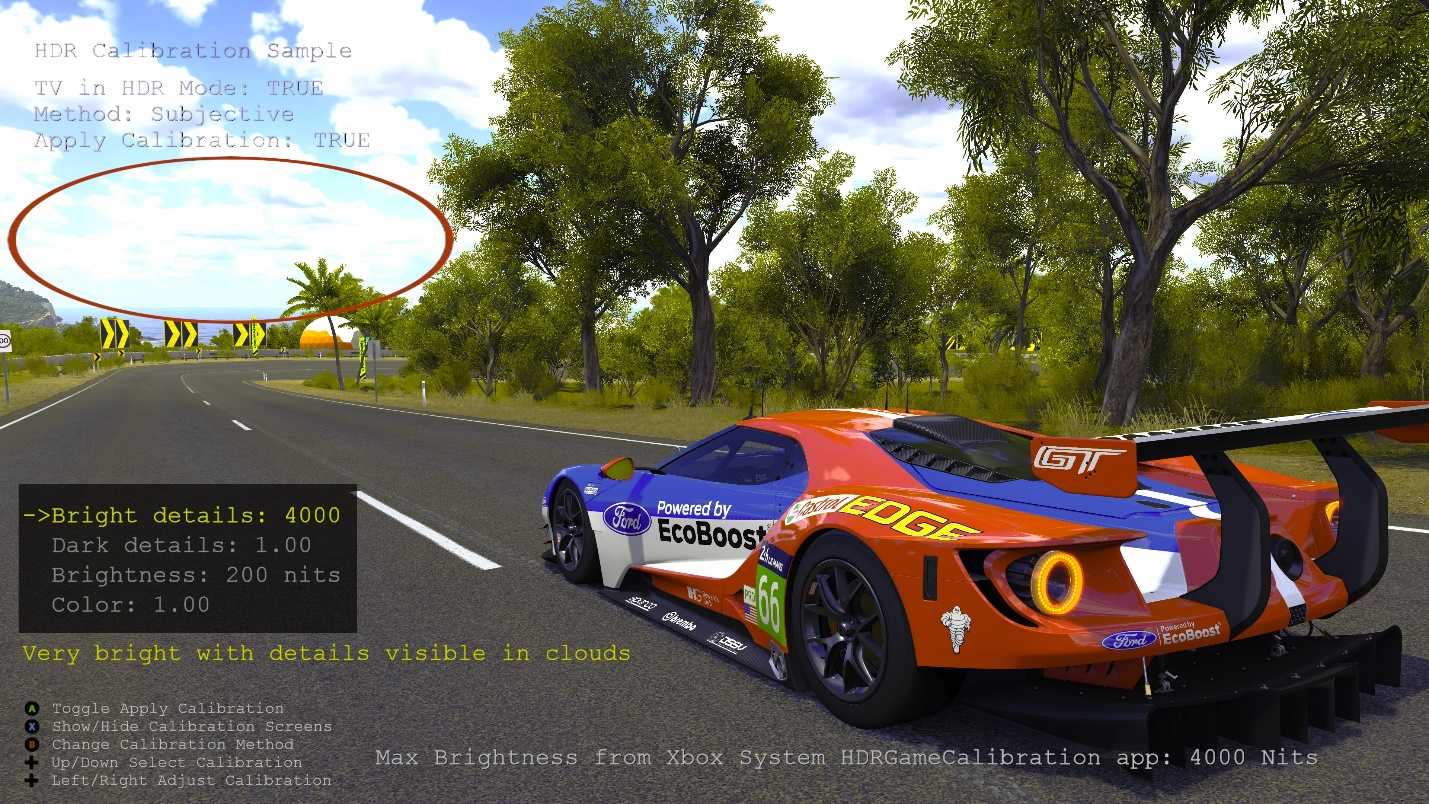 HDR Calibration Sample
TV in HDR Mode: TRUE
Method: Subjective
Apply Calibration: TRUE
GT
Powered by
Ford
EcoBoost
Castrol EDGE
->Bright details: 4000
Dark details: 1.00
Brightness: 200 nits
Color: 1.00
PRO
66
brembo
Ford
Powered by
EcoBoost
Very bright with details visible in clouds
A Toggle Apply Calibration
X Show/Hide Calibration Screens
B Change Calibration Method
Up/Down Select Calibration
Left/Right Adjust Calibration
Max Brightness from Xbox System HDRGameCalibration app: 4000 Nits